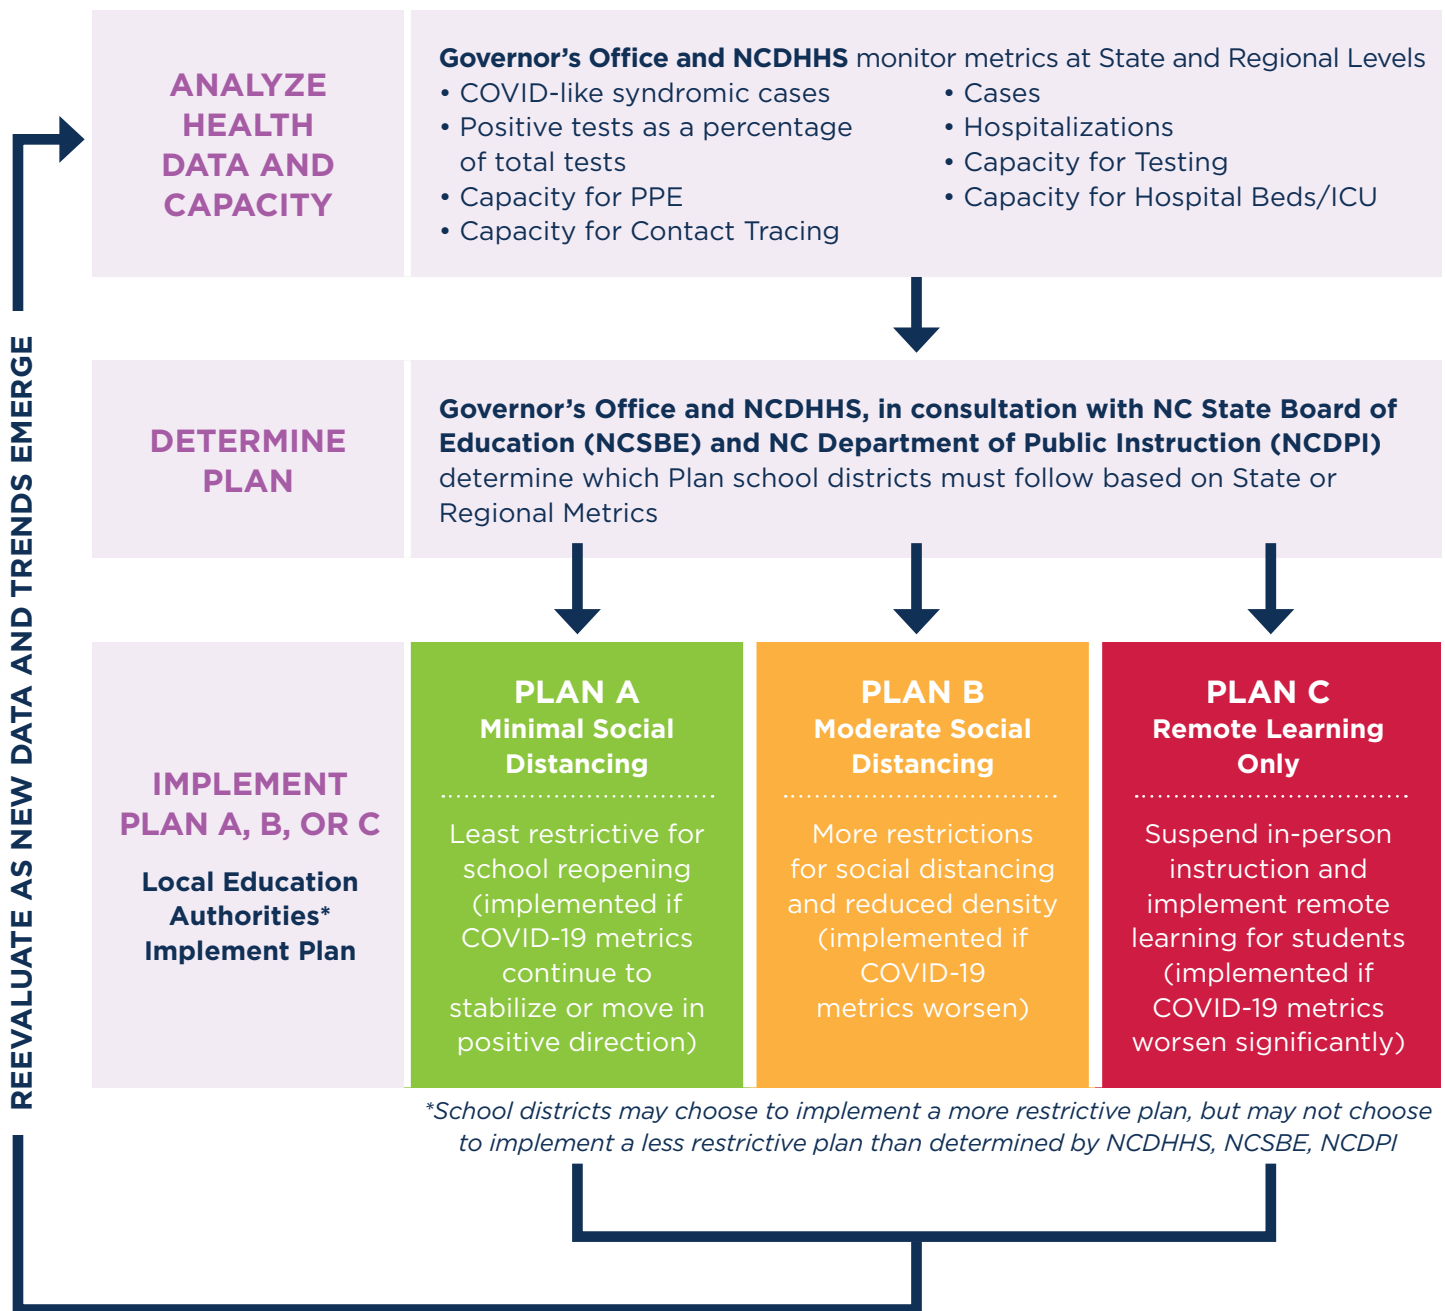 REEVALUATE AS NEW DATA AND TRENDS EMERGE
ANALYZE
HEALTH
DATA AND
CAPACITY
Governor’s Office and NCDHHS monitor metrics at State and Regional Levels
• COVID-like syndromic cases
• Positive tests as a percentage
of total tests
• Capacity for PPE
• Capacity for Contact Tracing
• Cases
• Hospitalizations
• Capacity for Testing
• Capacity for Hospital Beds/ICU
DETERMINE
PLAN
Governor’s Office and NCDHHS, in consultation with NC State Board of
Education (NCSBE) and NC Department of Public Instruction (NCDPI)
determine which Plan school districts must follow based on State or
Regional Metrics
IMPLEMENT
PLAN A, B, OR C
Local Education
Authorities*
Implement Plan
PLAN A
Minimal Social
Distancing
Least restrictive for
school reopening
(implemented if
COVID-19 metrics
continue to
stabilize or move in
positive direction)
PLAN B
Moderate Social
Distancing
More restrictions
for social distancing
and reduced density
(implemented if
COVID-19
metrics worsen)
PLAN C
Remote Learning
Only
Suspend in-person
instruction and
implement remote
learning for students
(implemented if
COVID-19 metrics
worsen significantly)
*School districts may choose to implement a more restrictive plan, but may not choose
to implement a less restrictive plan than determined by NCDHHS, NCSBE, NCDPI